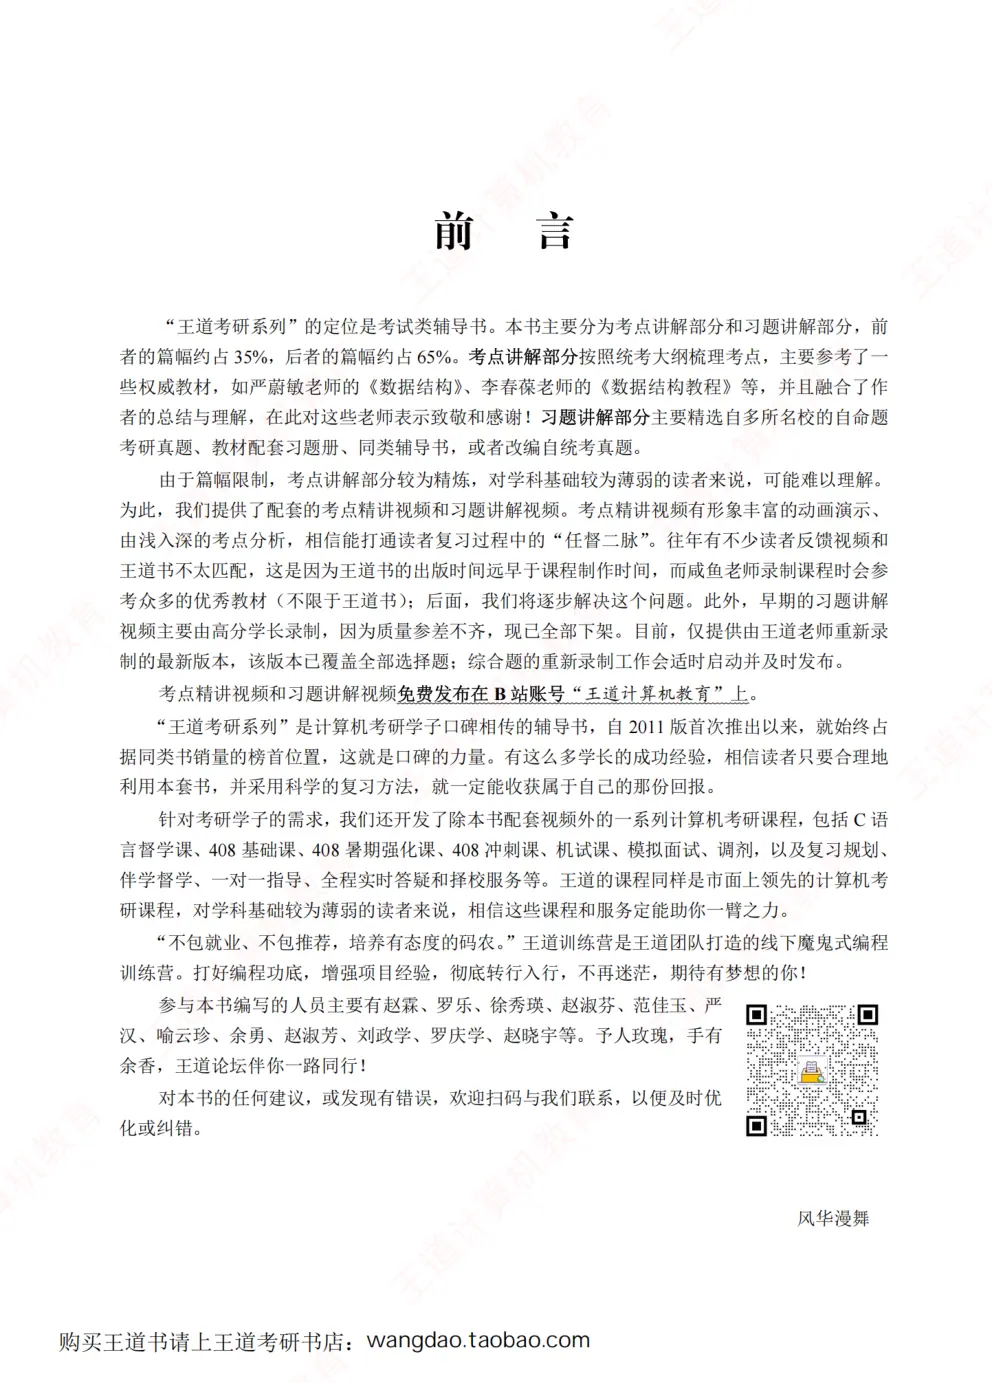 前 言
“王道考研系列”的定位是考试类辅导书。本书主要分为考点讲解部分和习题讲解部分，前
者的篇幅约占 35%，后者的篇幅约占 65%。考点讲解部分按照统考大纲梳理考点，主要参考了一
些权威教材，如严蔚敏老师的《数据结构》、李春葆老师的《数据结构教程》等，并且融合了作
者的总结与理解，在此对这些老师表示致敬和感谢！习题讲解部分主要精选自多所名校的自命题
考研真题、教材配套习题册、同类辅导书，或者改编自统考真题。
由于篇幅限制，考点讲解部分较为精炼，对学科基础较为薄弱的读者来说，可能难以理解。
为此，我们提供了配套的考点精讲视频和习题讲解视频。考点精讲视频有形象丰富的动画演示、
由浅入深的考点分析，相信能打通读者复习过程中的“任督二脉”。往年有不少读者反馈视频和
王道书不太匹配，这是因为王道书的出版时间远早于课程制作时间，而咸鱼老师录制课程时会参
考众多的优秀教材（不限于王道书）；后面，我们将逐步解决这个问题。此外，早期的习题讲解
视频主要由高分学长录制，因为质量参差不齐，现已全部下架。目前，仅提供由王道老师重新录
制的最新版本，该版本已覆盖全部选择题；综合题的重新录制工作会适时启动并及时发布。
考点精讲视频和习题讲解视频免费发布在 B 站账号“王道计算机教育”上。
“王道考研系列”是计算机考研学子口碑相传的辅导书，自 2011 版首次推出以来，就始终占
据同类书销量的榜首位置，这就是口碑的力量。有这么多学长的成功经验，相信读者只要合理地
利用本套书，并采用科学的复习方法，就一定能收获属于自己的那份回报。
针对考研学子的需求，我们还开发了除本书配套视频外的一系列计算机考研课程，包括 C 语
言督学课、408 基础课、408 暑期强化课、408 冲刺课、机试课、模拟面试、调剂，以及复习规划、
伴学督学、一对一指导、全程实时答疑和择校服务等。王道的课程同样是市面上领先的计算机考
研课程，对学科基础较为薄弱的读者来说，相信这些课程和服务定能助你一臂之力。
“不包就业、不包推荐，培养有态度的码农。”王道训练营是王道团队打造的线下魔鬼式编程
训练营。打好编程功底，增强项目经验，彻底转行入行，不再迷茫，期待有梦想的你！
参与本书编写的人员主要有赵霖、罗乐、徐秀瑛、赵淑芬、范佳玉、严
汉、喻云珍、余勇、赵淑芳、刘政学、罗庆学、赵晓宇等。予人玫瑰，手有
余香，王道论坛伴你一路同行！
对本书的任何建议，或发现有错误，欢迎扫码与我们联系，以便及时优
化或纠错。
风华漫舞
购买王道书请上王道考研书店：wangdao.taobao.com